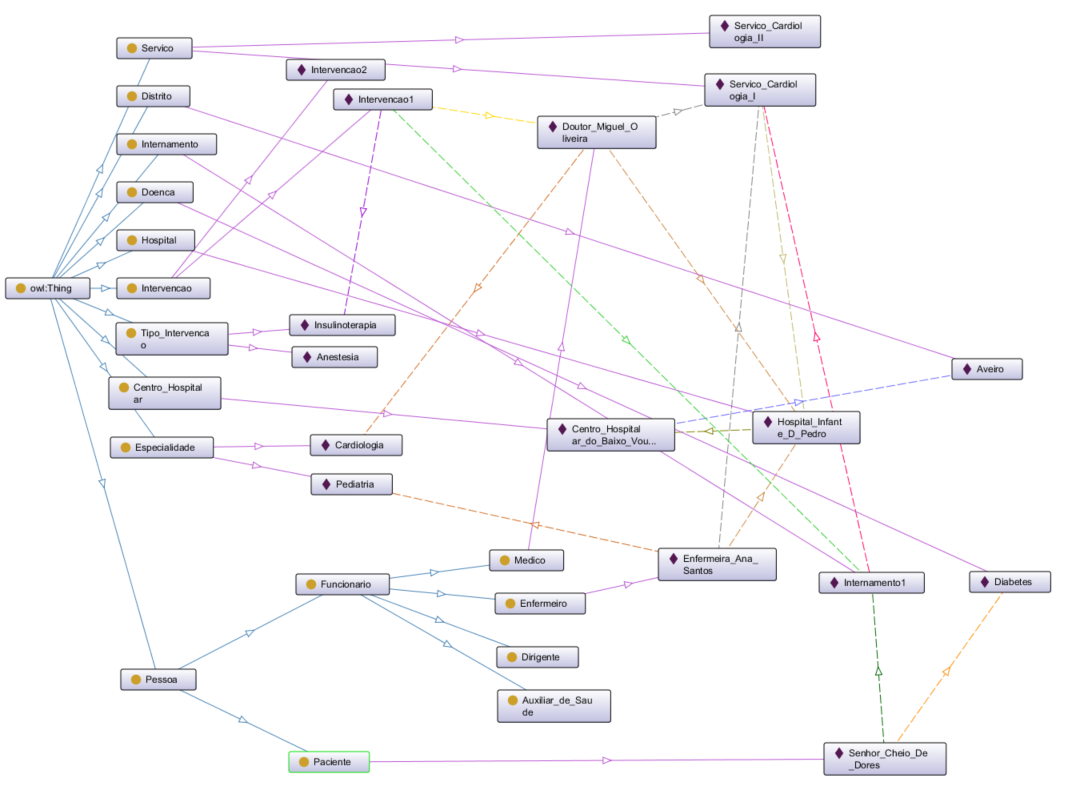 Servico_Cardiol
ogia_II
Servico
Intervencao2
Servico_Cardiol
ogia_I
Distrito
Intervencao1
Doutor_Miguel_O
liveira
Internamento
Doenca
Hospital
owl:Thing
Intervencao
Tipo_Intervenca
o
Insulinoterapia
Anestesia
Aveiro
Centro_Hospital
ar
Centro_Hospital
ar_do_Baixo_Vou...
Hospital_Infant
e_D_Pedro
Especialidade
Cardiologia
Pediatria
Medico
Enfermeira_Ana_
Santos
Funcionario
Internamento1
Diabetes
Enfermeiro
Dirigente
Pessoa
Auxiliar_de_Sau
de
Paciente
Senhor_Cheio_De
_Dores